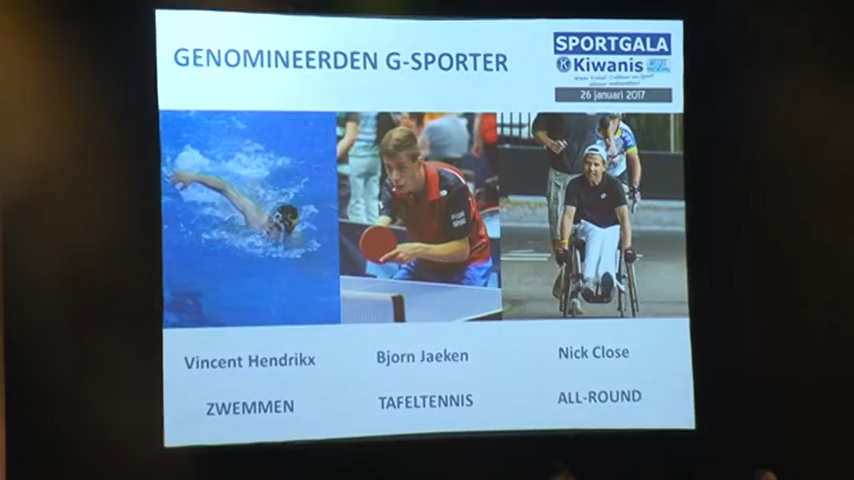 GENOMINEERDEN G-SPORTER
SPORTGALA
Kiwanis
26 januari 2017
Vincent Hendrikx
Bjorn Jaeken
Nick Close
ZWEMMEN
TAFELTENNIS
ALL-ROUND